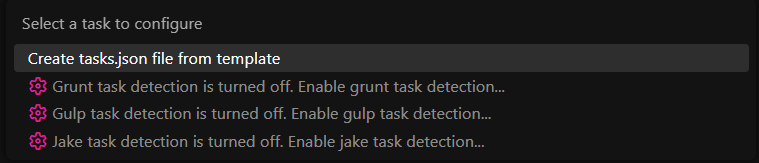 Select a task to configure
Create tasks.json file from template
Grunt task detection is turned off. Enable grunt task detection...
Gulp task detection is turned off. Enable gulp task detection...
Jake task detection is turned off. Enable jake task detection...